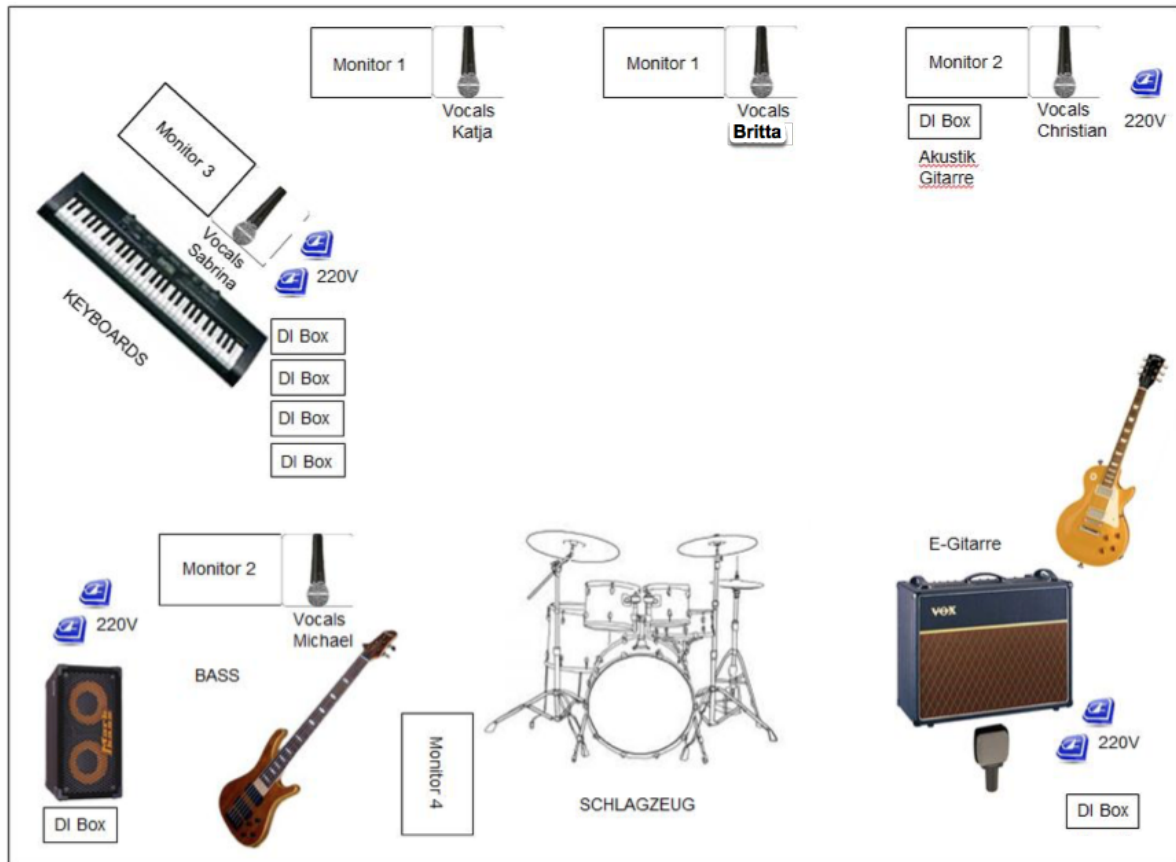 Monitor 1
Vocals
Katja
Monitor 1
Vocals
Britta
Monitor 2
Vocals
Christian
220V
DI Box
Akustik
Gitarre
Monitor 3
Vocals
Sabrina
220V
KEYBOARDS
DI Box
DI Box
DI Box
DI Box
E-Gitarre
VOX
220V
DI Box
Monitor 2
Vocals
Michael
220V
BASS
Mark
bass
DI Box
Monitor 4
SCHLAGZEUG